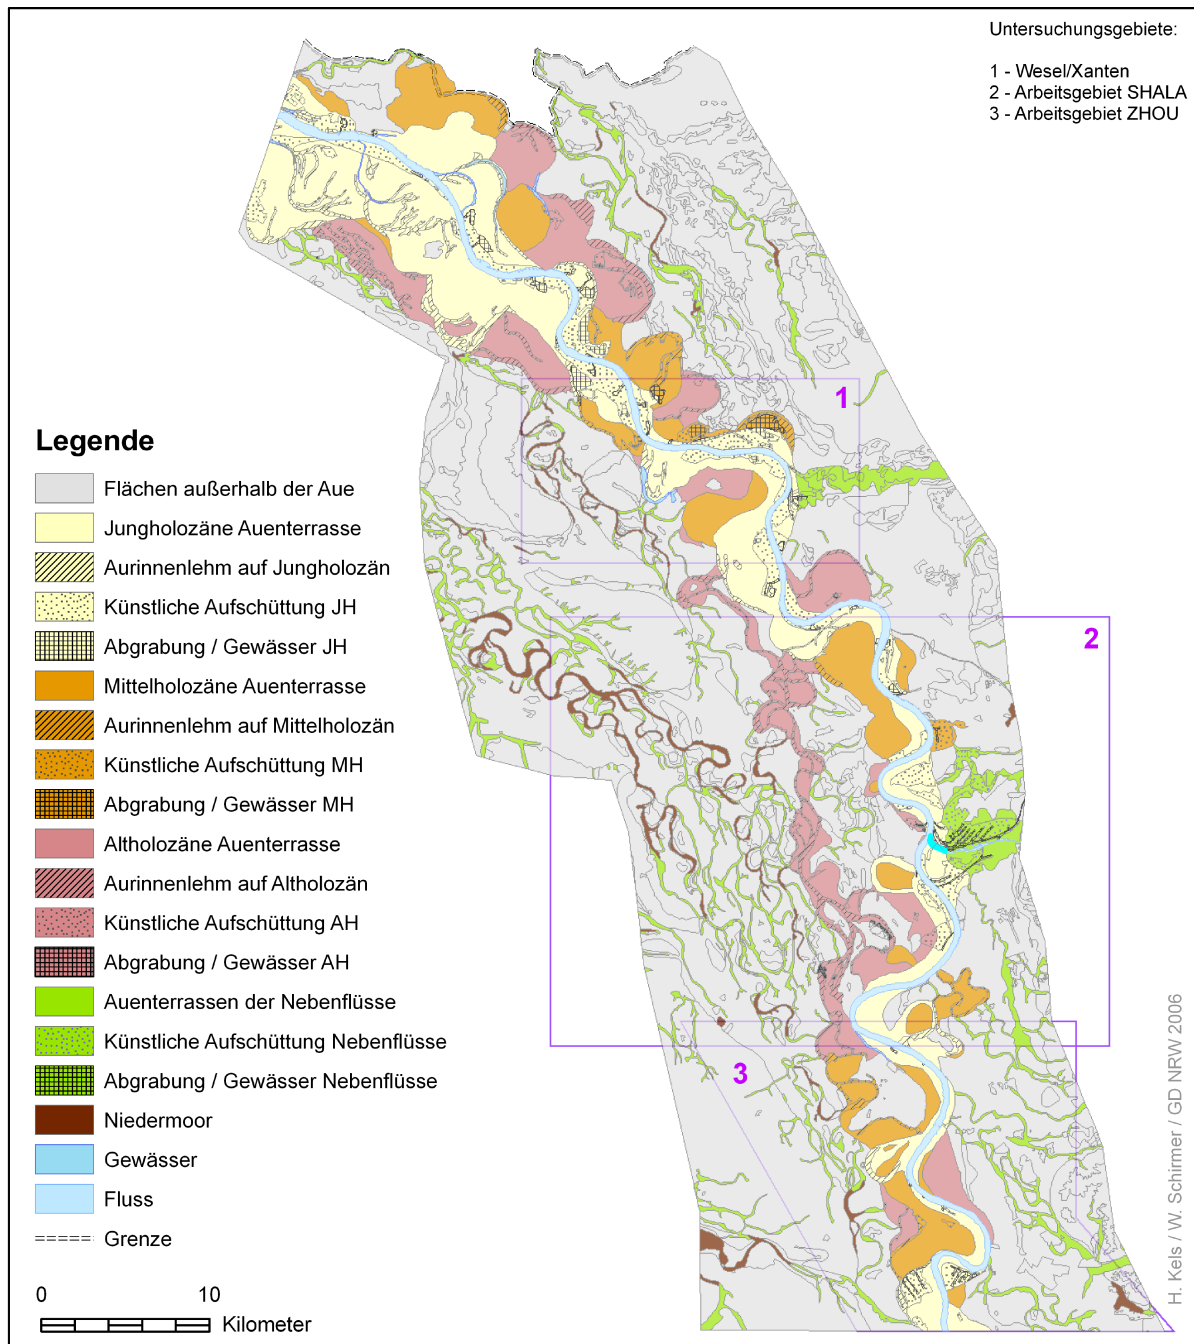 Untersuchungsgebiete:
1 - Wesel/Xanten
2 - Arbeitsgebiet SHALA
3 - Arbeitsgebiet ZHOU
1
2
3
Legende
Flächen außerhalb der Aue
Jungholozäne Auenterrasse
Aurinnenlehm auf Jungholozän
Künstliche Aufschüttung JH
Abgrabung / Gewässer JH
Mittelholozäne Auenterrasse
Aurinnenlehm auf Mittelholozän
Künstliche Aufschüttung MH
Abgrabung / Gewässer MH
Altholozäne Auenterrasse
Aurinnenlehm auf Altholozän
Künstliche Aufschüttung AH
Abgrabung / Gewässer AH
Auenterrassen der Nebenflüsse
Künstliche Aufschüttung Nebenflüsse
Abgrabung / Gewässer Nebenflüsse
Niedermoor
Gewässer
Fluss
Grenze
0 10
Kilometer
H. Kels / W. Schirmer / GD NRW 2006